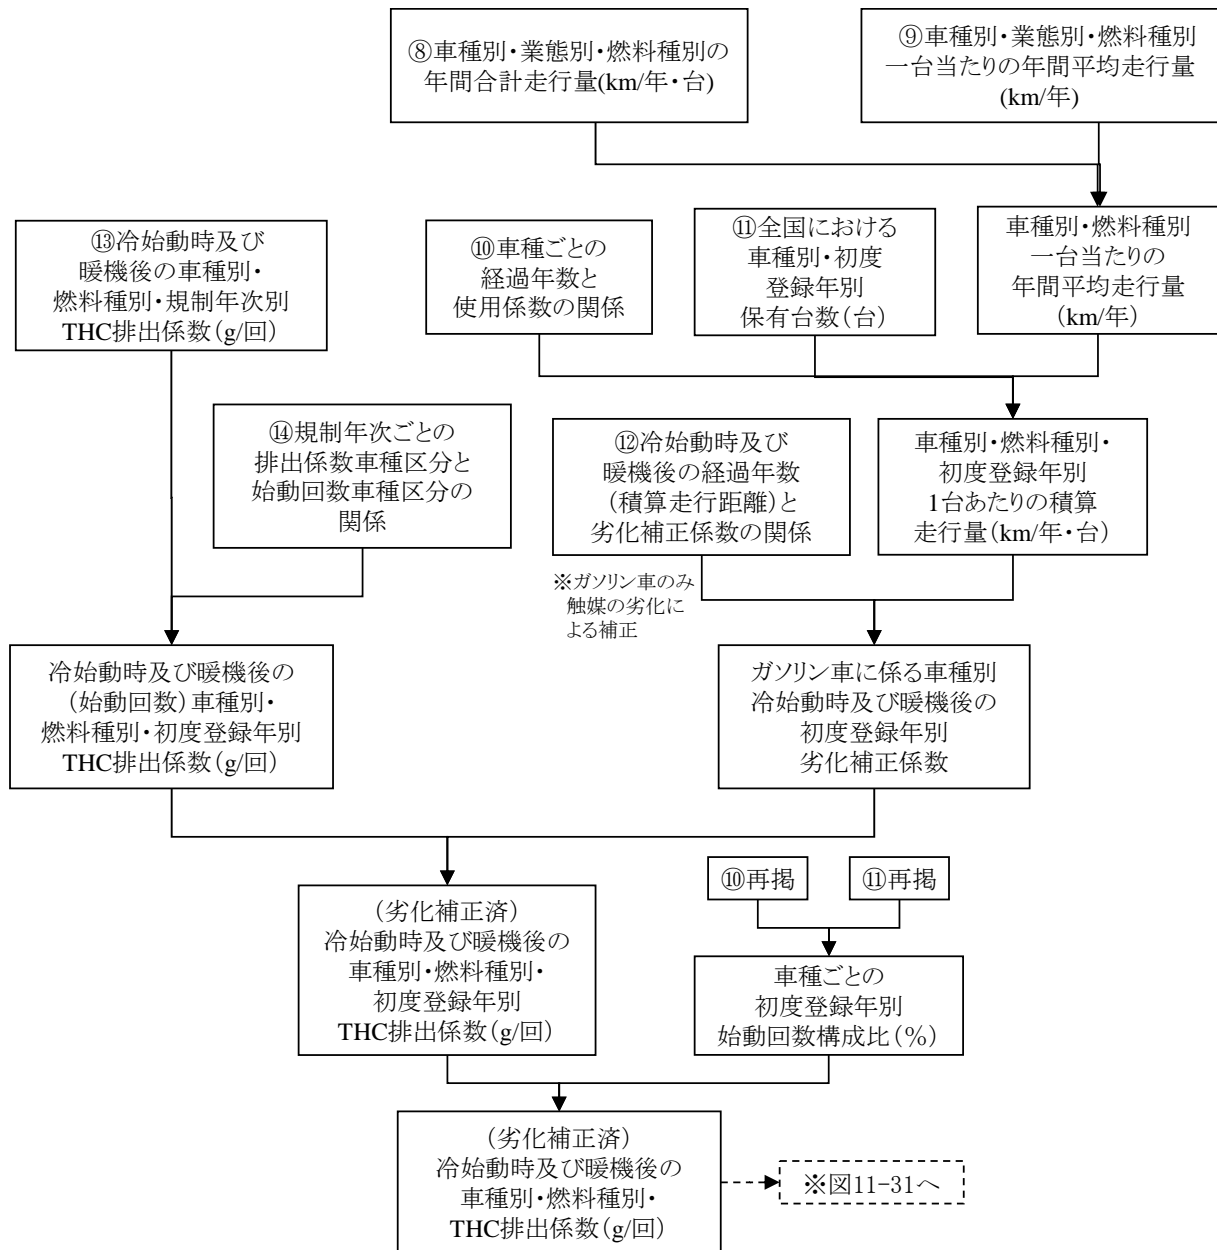 ⑧車種別・業態別・燃料種別の
年間合計走行量(km/年・台)
⑨車種別・業態別・燃料種別
一台当たりの年間平均走行量
(km/年)
⑬冷始動時及び
暖機後の車種別・
燃料種別・規制年次別
THC排出係数(g/回)
⑩車種ごとの
経過年数と
使用係数の関係
⑪全国における
車種別・初度
登録年別
保有台数(台)
車種別・燃料種別
一台当たりの
年間平均走行量
(km/年)
⑭規制年次ごとの
排出係数車種区分と
始動回数車種区分の
関係
⑫冷始動時及び
暖機後の経過年数
(積算走行距離)と
劣化補正係数の関係
車種別・燃料種別・
初度登録年別
1台あたりの積算
走行量(km/年・台)
※ガソリン車のみ
触媒の劣化に
よる補正
冷始動時及び暖機後の
(始動回数)車種別・
燃料種別・初度登録年別
THC排出係数(g/回)
ガソリン車に係る車種別
冷始動時及び暖機後の
初度登録年別
劣化補正係数
⑩再掲
⑪再掲
(劣化補正済)
冷始動時及び暖機後の
車種別・燃料種別・
初度登録年別
THC排出係数(g/回)
車種ごとの
初度登録年別
始動回数構成比(%)
(劣化補正済)
冷始動時及び暖機後の
車種別・燃料種別・
THC排出係数(g/回)
※図11-31へ